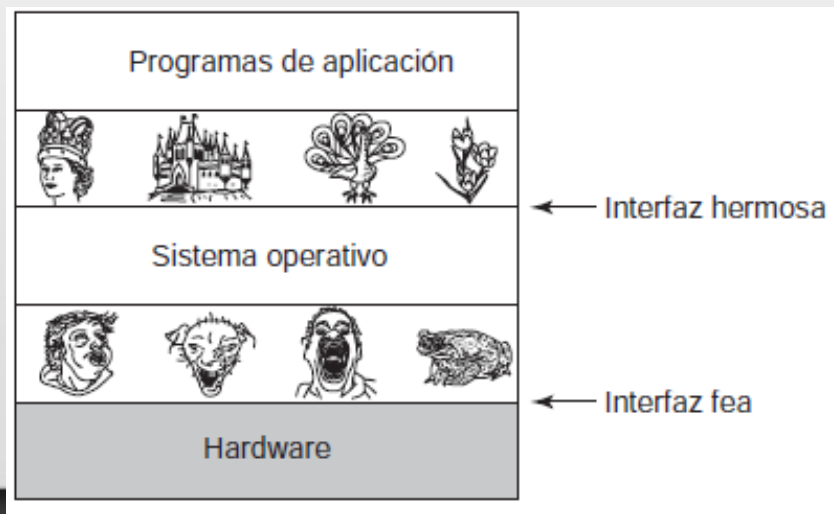 Programas de aplicación
Interfaz hermosa
Sistema operativo
Interfaz fea
Hardware